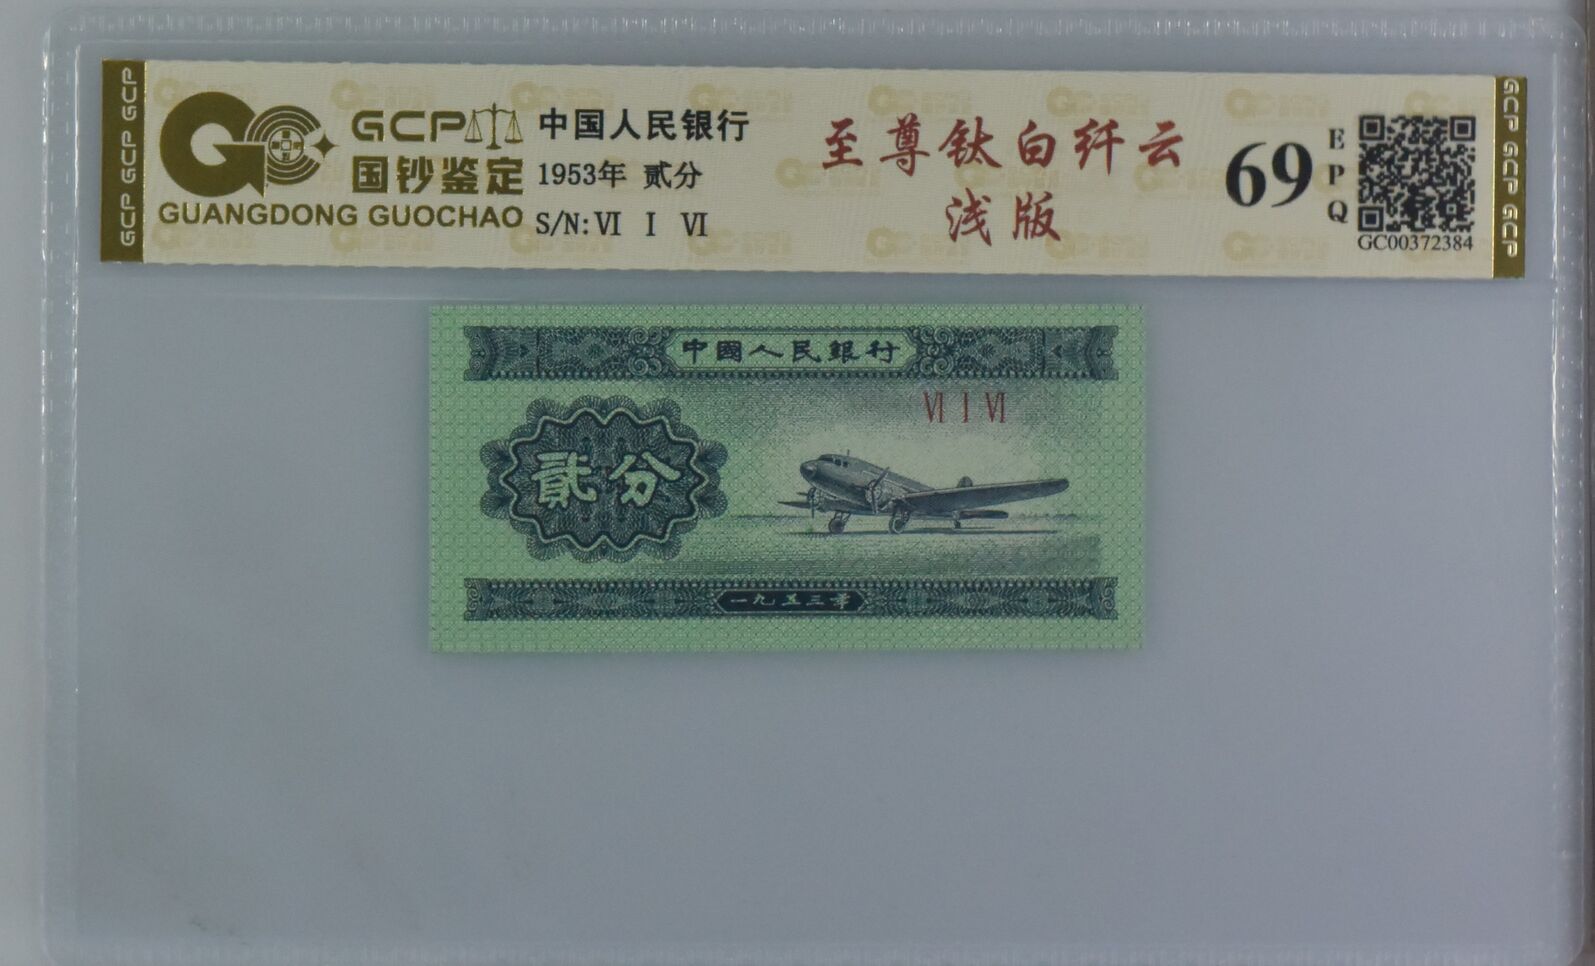 GCP GCP GCP
GCP
国钞鉴定
GUANGDONG GUOCHAO
中国人民银行
1953年 贰分
S/N:Ⅵ Ⅰ Ⅵ
至尊钛白纤云
浅版
69
EPQ
GC00372384
GCP GCP GCP
中國人民銀行
Ⅵ Ⅰ Ⅵ
貳分
一九五三年